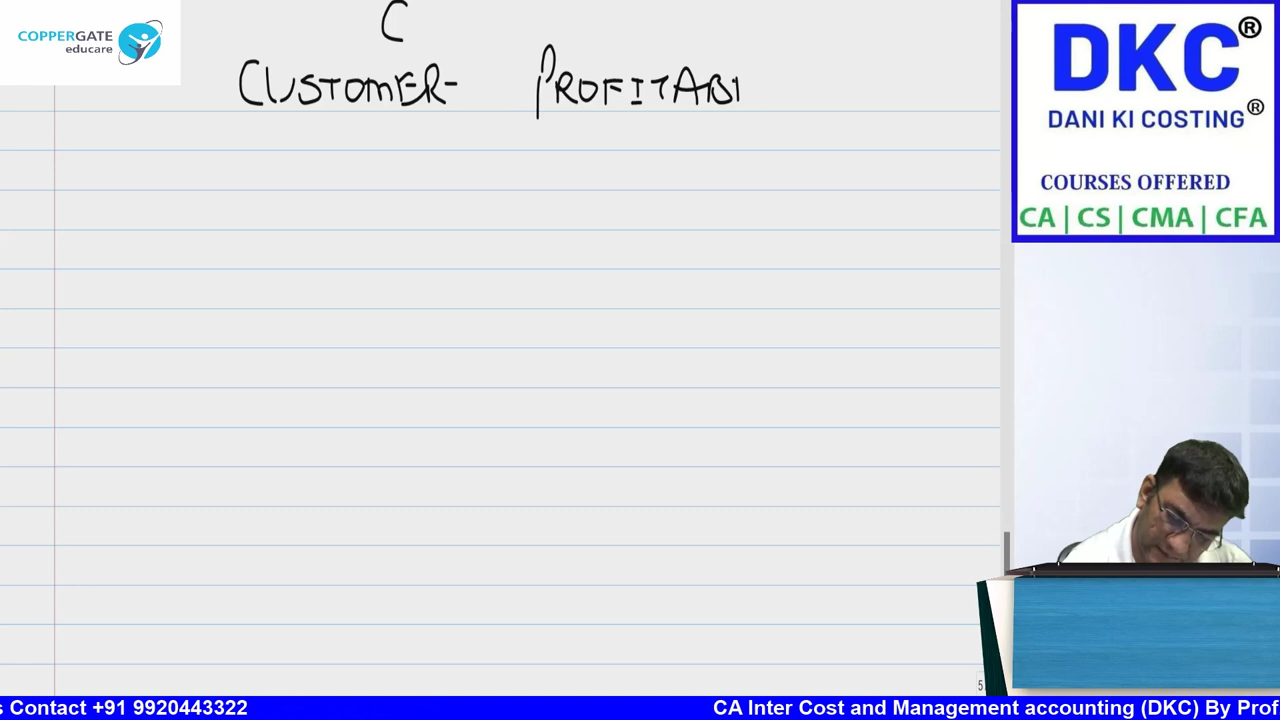 COPPERGATE
educare
C
CUSTOMER- PROFITABI
DKC®
DANI KI COSTING®
COURSES OFFERED
CA | CS | CMA | CFA
5
s Contact +91 9920443322 CA Inter Cost and Management accounting (DKC) By Prof